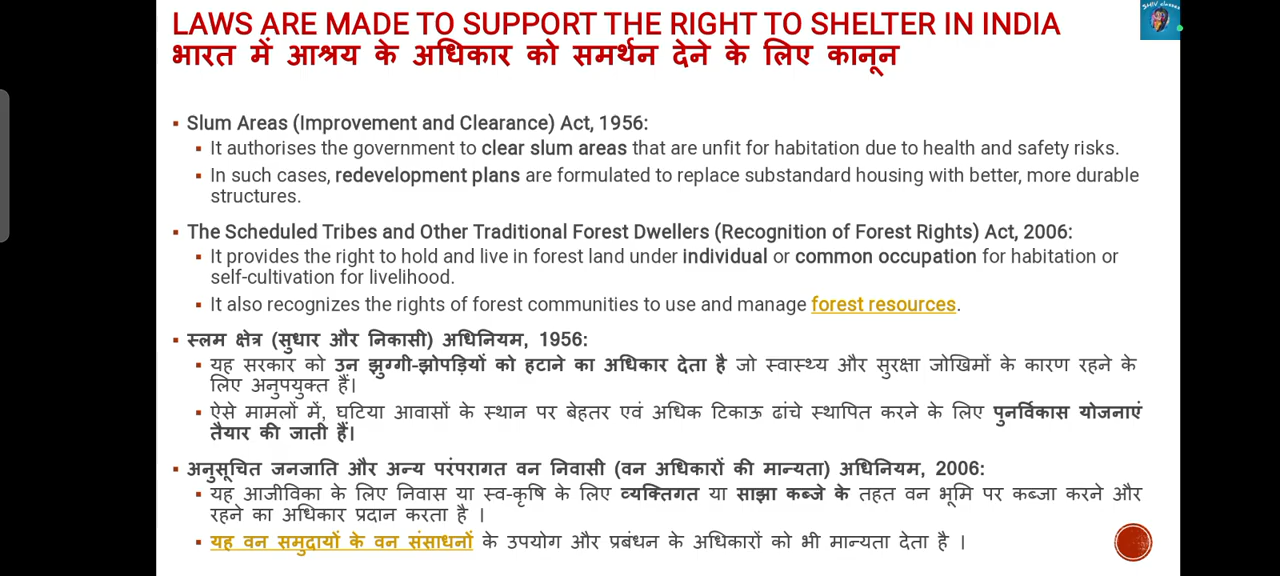 LAWS ARE MADE TO SUPPORT THE RIGHT TO SHELTER IN INDIA
भारत में आश्रय के अधिकार को समर्थन देने के लिए कानून
SHIV_classes
▪ Slum Areas (Improvement and Clearance) Act, 1956:
▪ It authorises the government to clear slum areas that are unfit for habitation due to health and safety risks.
▪ In such cases, redevelopment plans are formulated to replace substandard housing with better, more durable
structures.
▪ The Scheduled Tribes and Other Traditional Forest Dwellers (Recognition of Forest Rights) Act, 2006:
▪ It provides the right to hold and live in forest land under individual or common occupation for habitation or
self-cultivation for livelihood.
▪ It also recognizes the rights of forest communities to use and manage forest resources.
▪ स्लम क्षेत्र (सुधार और निकासी) अधिनियम, 1956:
▪ यह सरकार को उन झुग्गी-झोपड़ियों को हटाने का अधिकार देता है जो स्वास्थ्य और सुरक्षा जोखिमों के कारण रहने के
लिए अनुपयुक्त हैं।
▪ ऐसे मामलों में, घटिया आवासों के स्थान पर बेहतर एवं अधिक टिकाऊ ढांचे स्थापित करने के लिए पुनर्विकास योजनाएं
तैयार की जाती हैं।
▪ अनुसूचित जनजाति और अन्य परंपरागत वन निवासी (वन अधिकारों की मान्यता) अधिनियम, 2006:
▪ यह आजीविका के लिए निवास या स्व-कृषि के लिए व्यक्तिगत या साझा कब्जे के तहत वन भूमि पर कब्जा करने और
रहने का अधिकार प्रदान करता है ।
▪ यह वन समुदायों के वन संसाधनों के उपयोग और प्रबंधन के अधिकारों को भी मान्यता देता है ।